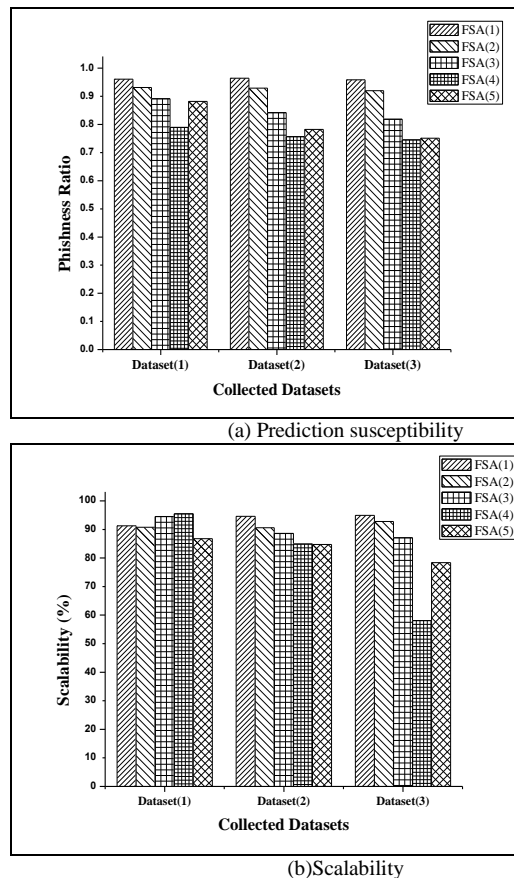 FSA(1)
FSA(2)
FSA(3)
FSA(4)
FSA(5)
1.0
0.9
0.8
0.7
0.6
0.5
0.4
0.3
0.2
0.1
0.0
Phishness Ratio
Dataset(1) Dataset(2) Dataset(3)
Collected Datasets
(a) Prediction susceptibility
FSA(1)
FSA(2)
FSA(3)
FSA(4)
FSA(5)
100
90
80
70
60
50
40
30
20
10
0
Scalability (%)
Dataset(1) Dataset(2) Dataset(3)
Collected Datasets
(b)Scalability